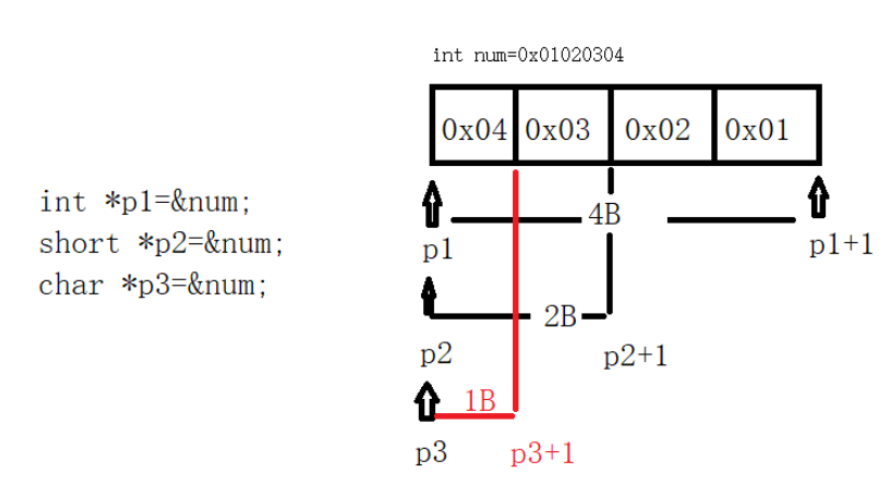 int num=0x01020304
0x04 0x03 0x02 0x01
int *p1=&num;
short *p2=&num;
char *p3=&num;
4B
p1 p1+1
2B
p2 p2+1
1B
p3 p3+1